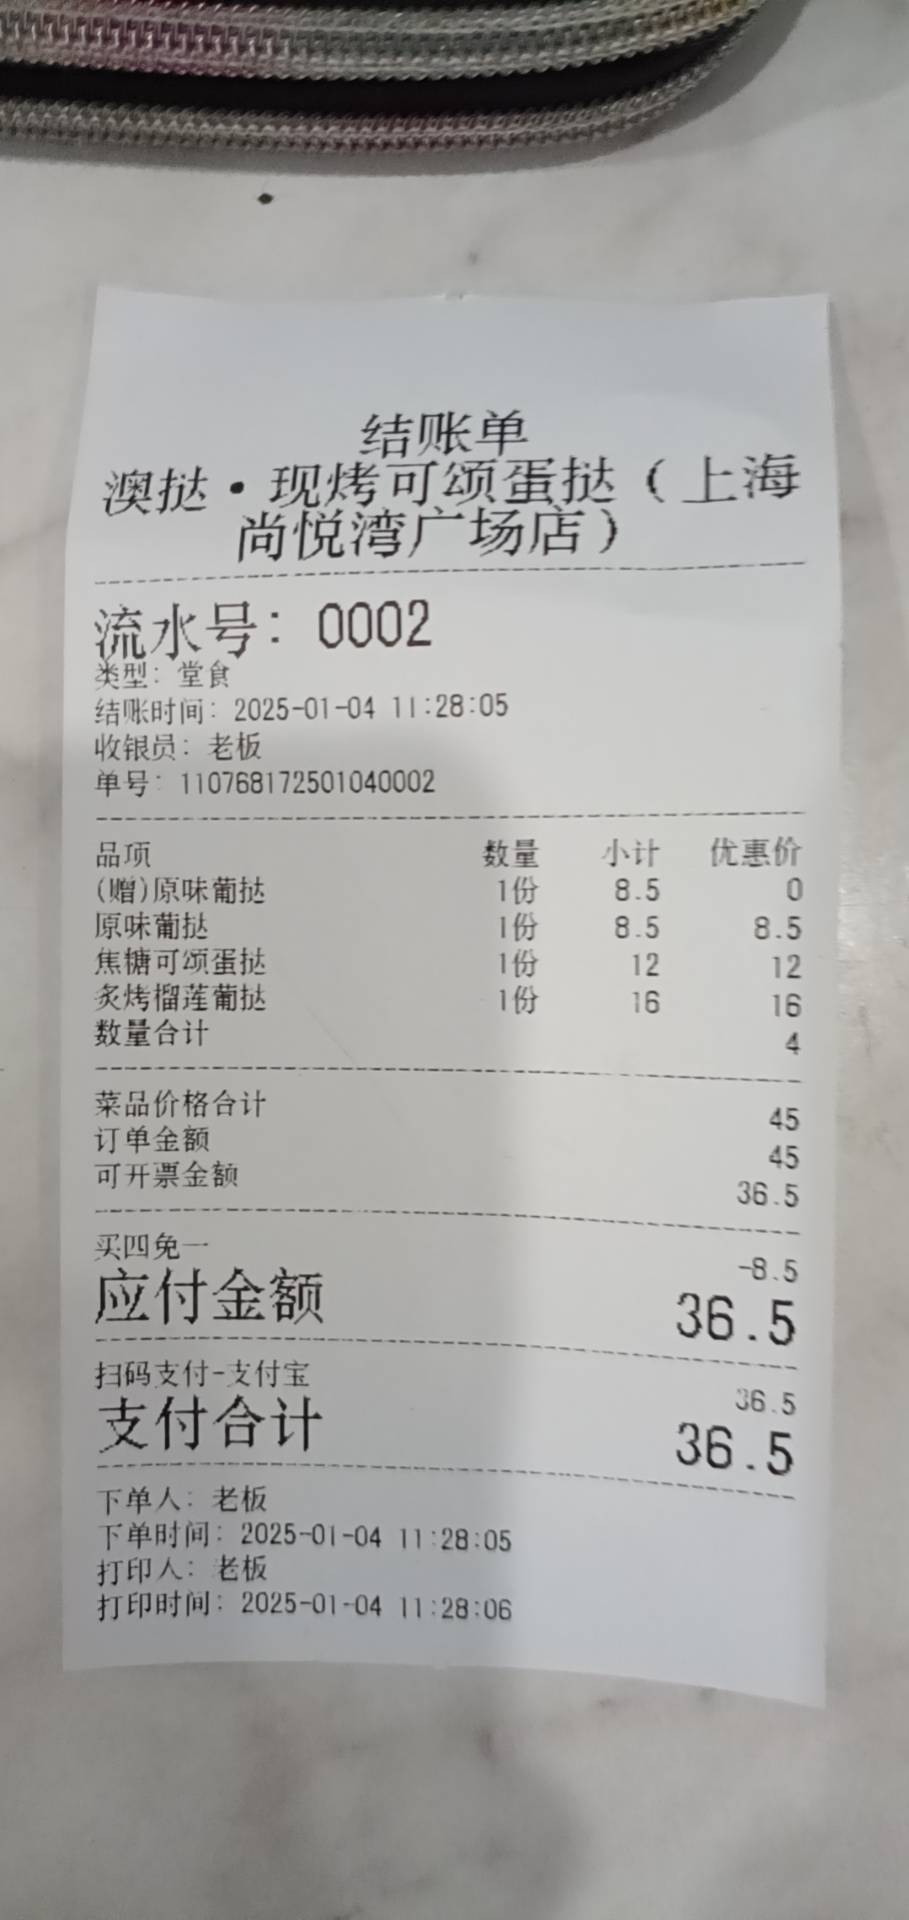 结账单
澳挞·现烤可颂蛋挞（上海
尚悦湾广场店）
流水号：0002
类型：堂食
结账时间：2025-01-04 11:28:05
收银员：老板
单号：110768172501040002
品项 数量 小计 优惠价
(赠)原味葡挞 1份 8.5 0
原味葡挞 1份 8.5 8.5
焦糖可颂蛋挞 1份 12 12
炙烤榴莲葡挞 1份 16 16
数量合计 4
菜品价格合计 45
订单金额 45
可开票金额 36.5
买四免一 -8.5
应付金额 36.5
扫码支付-支付宝 36.5
支付合计 36.5
下单人：老板
下单时间：2025-01-04 11:28:05
打印人：老板
打印时间：2025-01-04 11:28:06